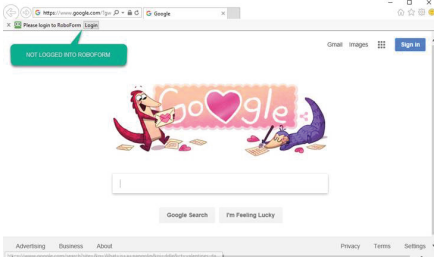 https://www.google.com/?gw
Google
Please login to RoboForm Login
NOT LOGGED INTO ROBOFORM
Gmail Images Sign in
Google
Google Search I'm Feeling Lucky
Advertising Business About Privacy Terms Settings